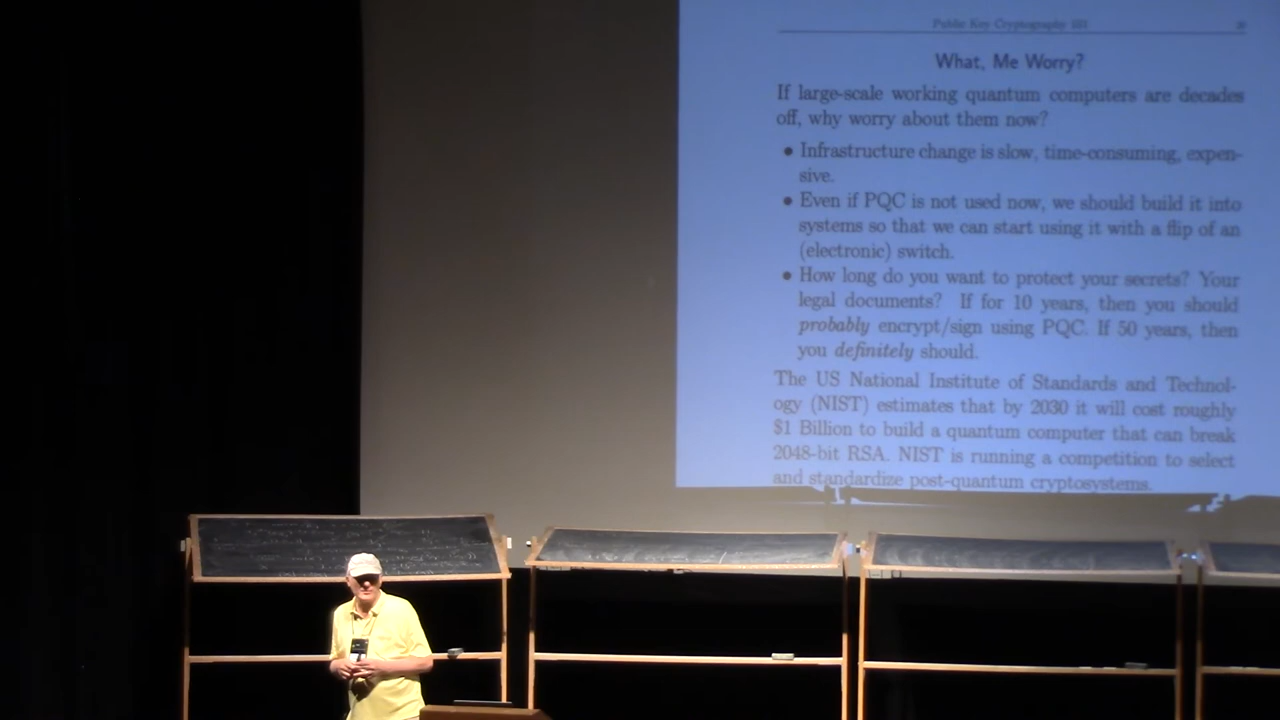 Public Key Cryptography 101
What, Me Worry?
If large-scale working quantum computers are decades
off, why worry about them now?
• Infrastructure change is slow, time-consuming, expen-
sive.
• Even if PQC is not used now, we should build it into
systems so that we can start using it with a flip of an
(electronic) switch.
• How long do you want to protect your secrets? Your
legal documents? If for 10 years, then you should
probably encrypt/sign using PQC. If 50 years, then
you definitely should.
The US National Institute of Standards and Technol-
ogy (NIST) estimates that by 2030 it will cost roughly
$1 Billion to build a quantum computer that can break
2048-bit RSA. NIST is running a competition to select
and standardize post-quantum cryptosystems.